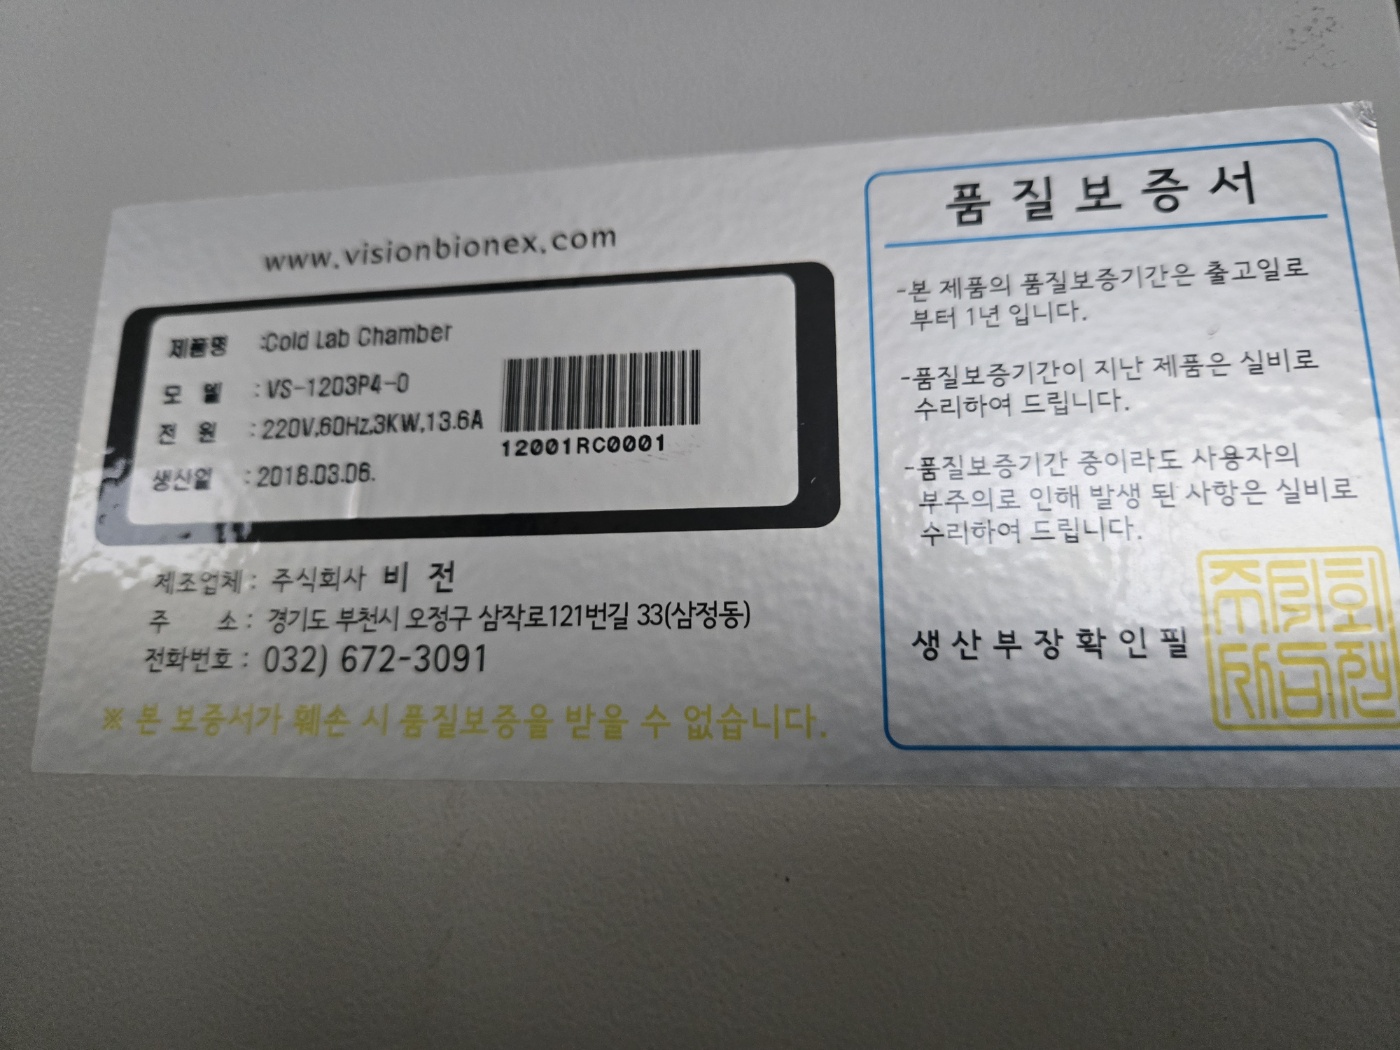 www.visionbionex.com
제품명 :Cold Lab Chamber
모 델 : VS-1203P4-O
전 원 : 220V,60Hz,3KW,13.6A
생산일 : 2018.03.06.
12001RC0001
제조업체 : 주식회사 비 전
주 소 : 경기도 부천시 오정구 삼작로121번길 33(삼정동)
전화번호 : 032) 672-3091
※ 본 보증서가 훼손 시 품질보증을 받을 수 없습니다.
품질보증서
-본 제품의 품질보증기간은 출고일로
부터 1년 입니다.
-품질보증기간이 지난 제품은 실비로
수리하여 드립니다.
-품질보증기간 중이라도 사용자의
부주의로 인해 발생 된 사항은 실비로
수리하여 드립니다.
생산부장확인필